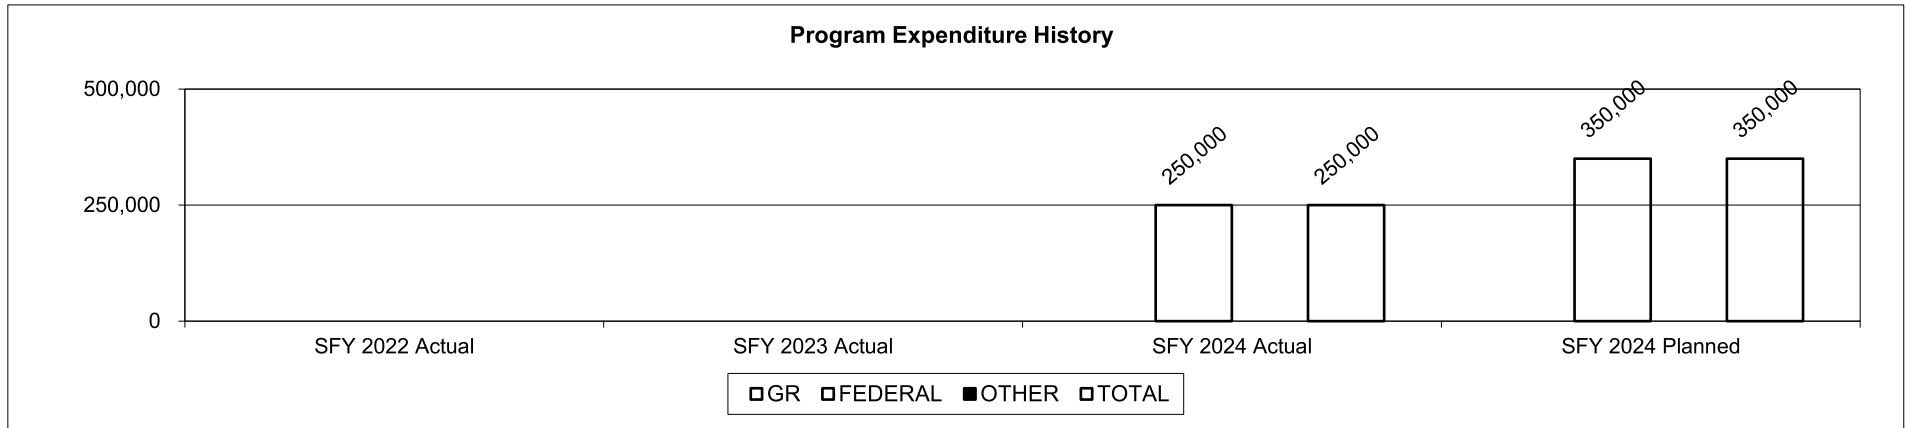 Program Expenditure History
500,000
250,000
0
250,000
250,000
350,000
350,000
SFY 2022 Actual
SFY 2023 Actual
SFY 2024 Actual
SFY 2024 Planned
GR FEDERAL OTHER TOTAL